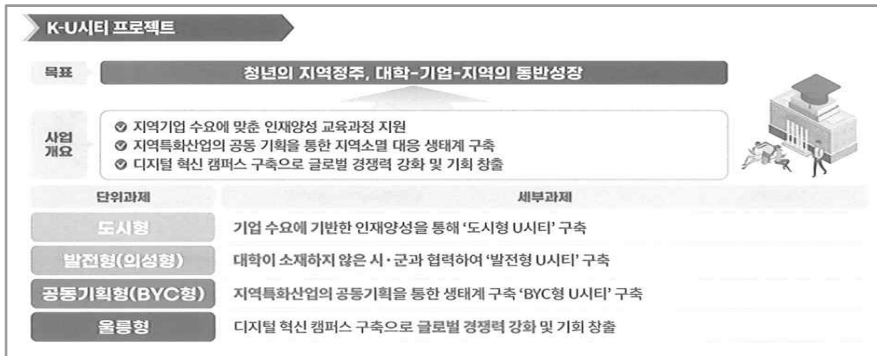 K-U시티 프로젝트
목표
청년의 지역정주, 대학-기업-지역의 동반성장
사업
개요
지역기업 수요에 맞춘 인재양성 교육과정 지원
지역특화산업의 공동 기획을 통한 지역소멸 대응 생태계 구축
디지털 혁신 캠퍼스 구축으로 글로벌 경쟁력 강화 및 기회 창출
단위과제 세부과제
도시형 기업 수요에 기반한 인재양성을 통해 '도시형 U시티' 구축
발전형(의성형) 대학이 소재하지 않은 시·군과 협력하여 '발전형 U시티' 구축
공동기획형(BYC형) 지역특화산업의 공동기획을 통한 생태계 구축 'BYC형 U시티' 구축
울릉형 디지털 혁신 캠퍼스 구축으로 글로벌 경쟁력 강화 및 기회 창출